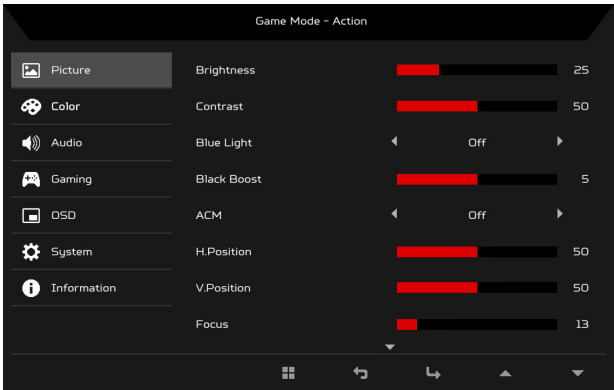 Game Mode - Action
Picture
Brightness 25
Color
Contrast 50
Audio
Blue Light Off
Gaming
Black Boost 5
OSD
ACM Off
System
H.Position 50
Information
V.Position 50
Focus 13